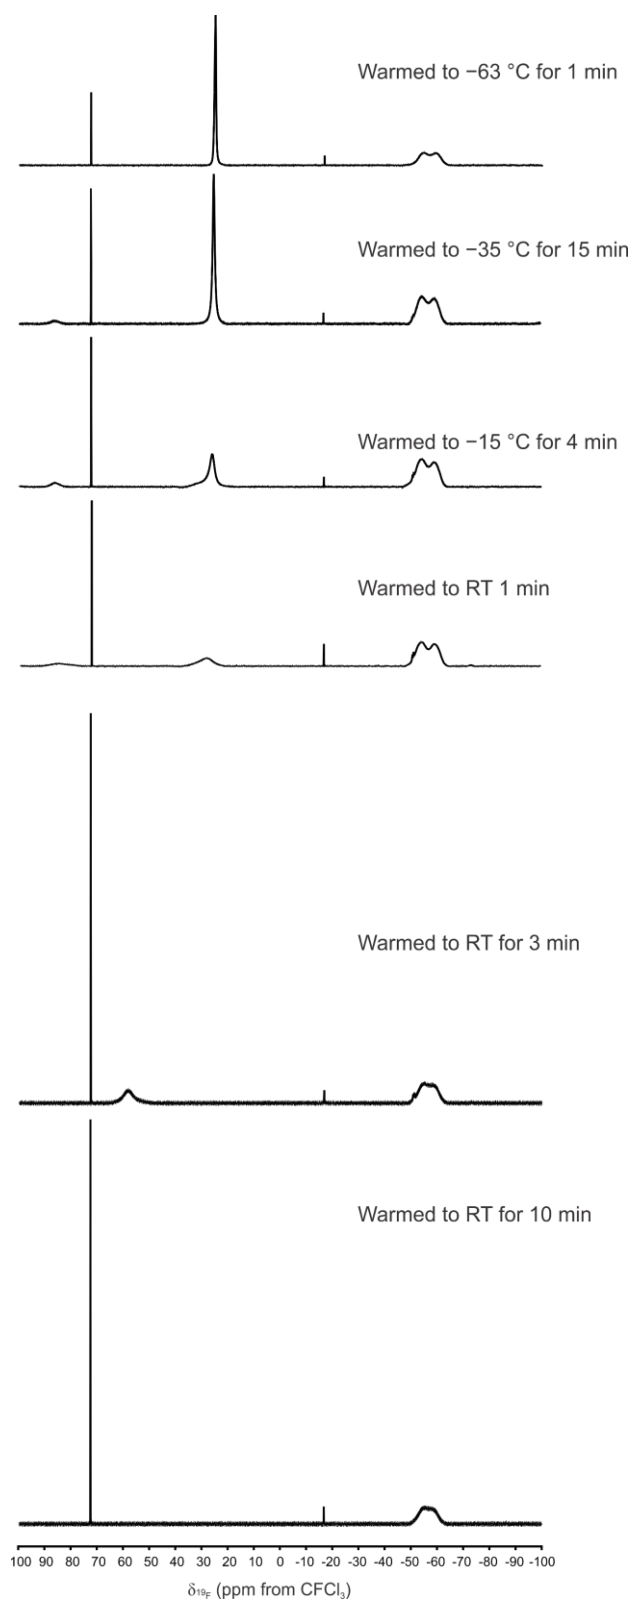 Warmed to −63 °C for 1 min
Warmed to −35 °C for 15 min
Warmed to −15 °C for 4 min
Warmed to RT 1 min
Warmed to RT for 3 min
Warmed to RT for 10 min
100 90 80 70 60 50 40 30 20 10 0 -10 -20 -30 -40 -50 -60 -70 -80 -90 -100
δ19F (ppm from CFCl3)